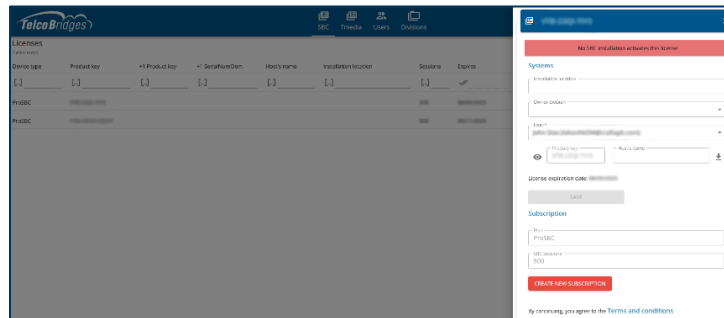 TelcoBridges
SBC
Tmedia
Users
Divisions
Licenses
Device type
Product key
+1 Product key
Host's name
Installation location
Sessions
Expires
[...]
[...]
[...]
[...]
[...]
[...]
[...]
ProSBC
ProSBC
No SBC installation activates this license
Systems
Installation location
Owner Division
User *
Product key
Host's name
License expiration date:
Save
Subscription
Plan
ProSBC
SBC Sessions
500
CREATE NEW SUBSCRIPTION
By continuing, you agree to the Terms and conditions